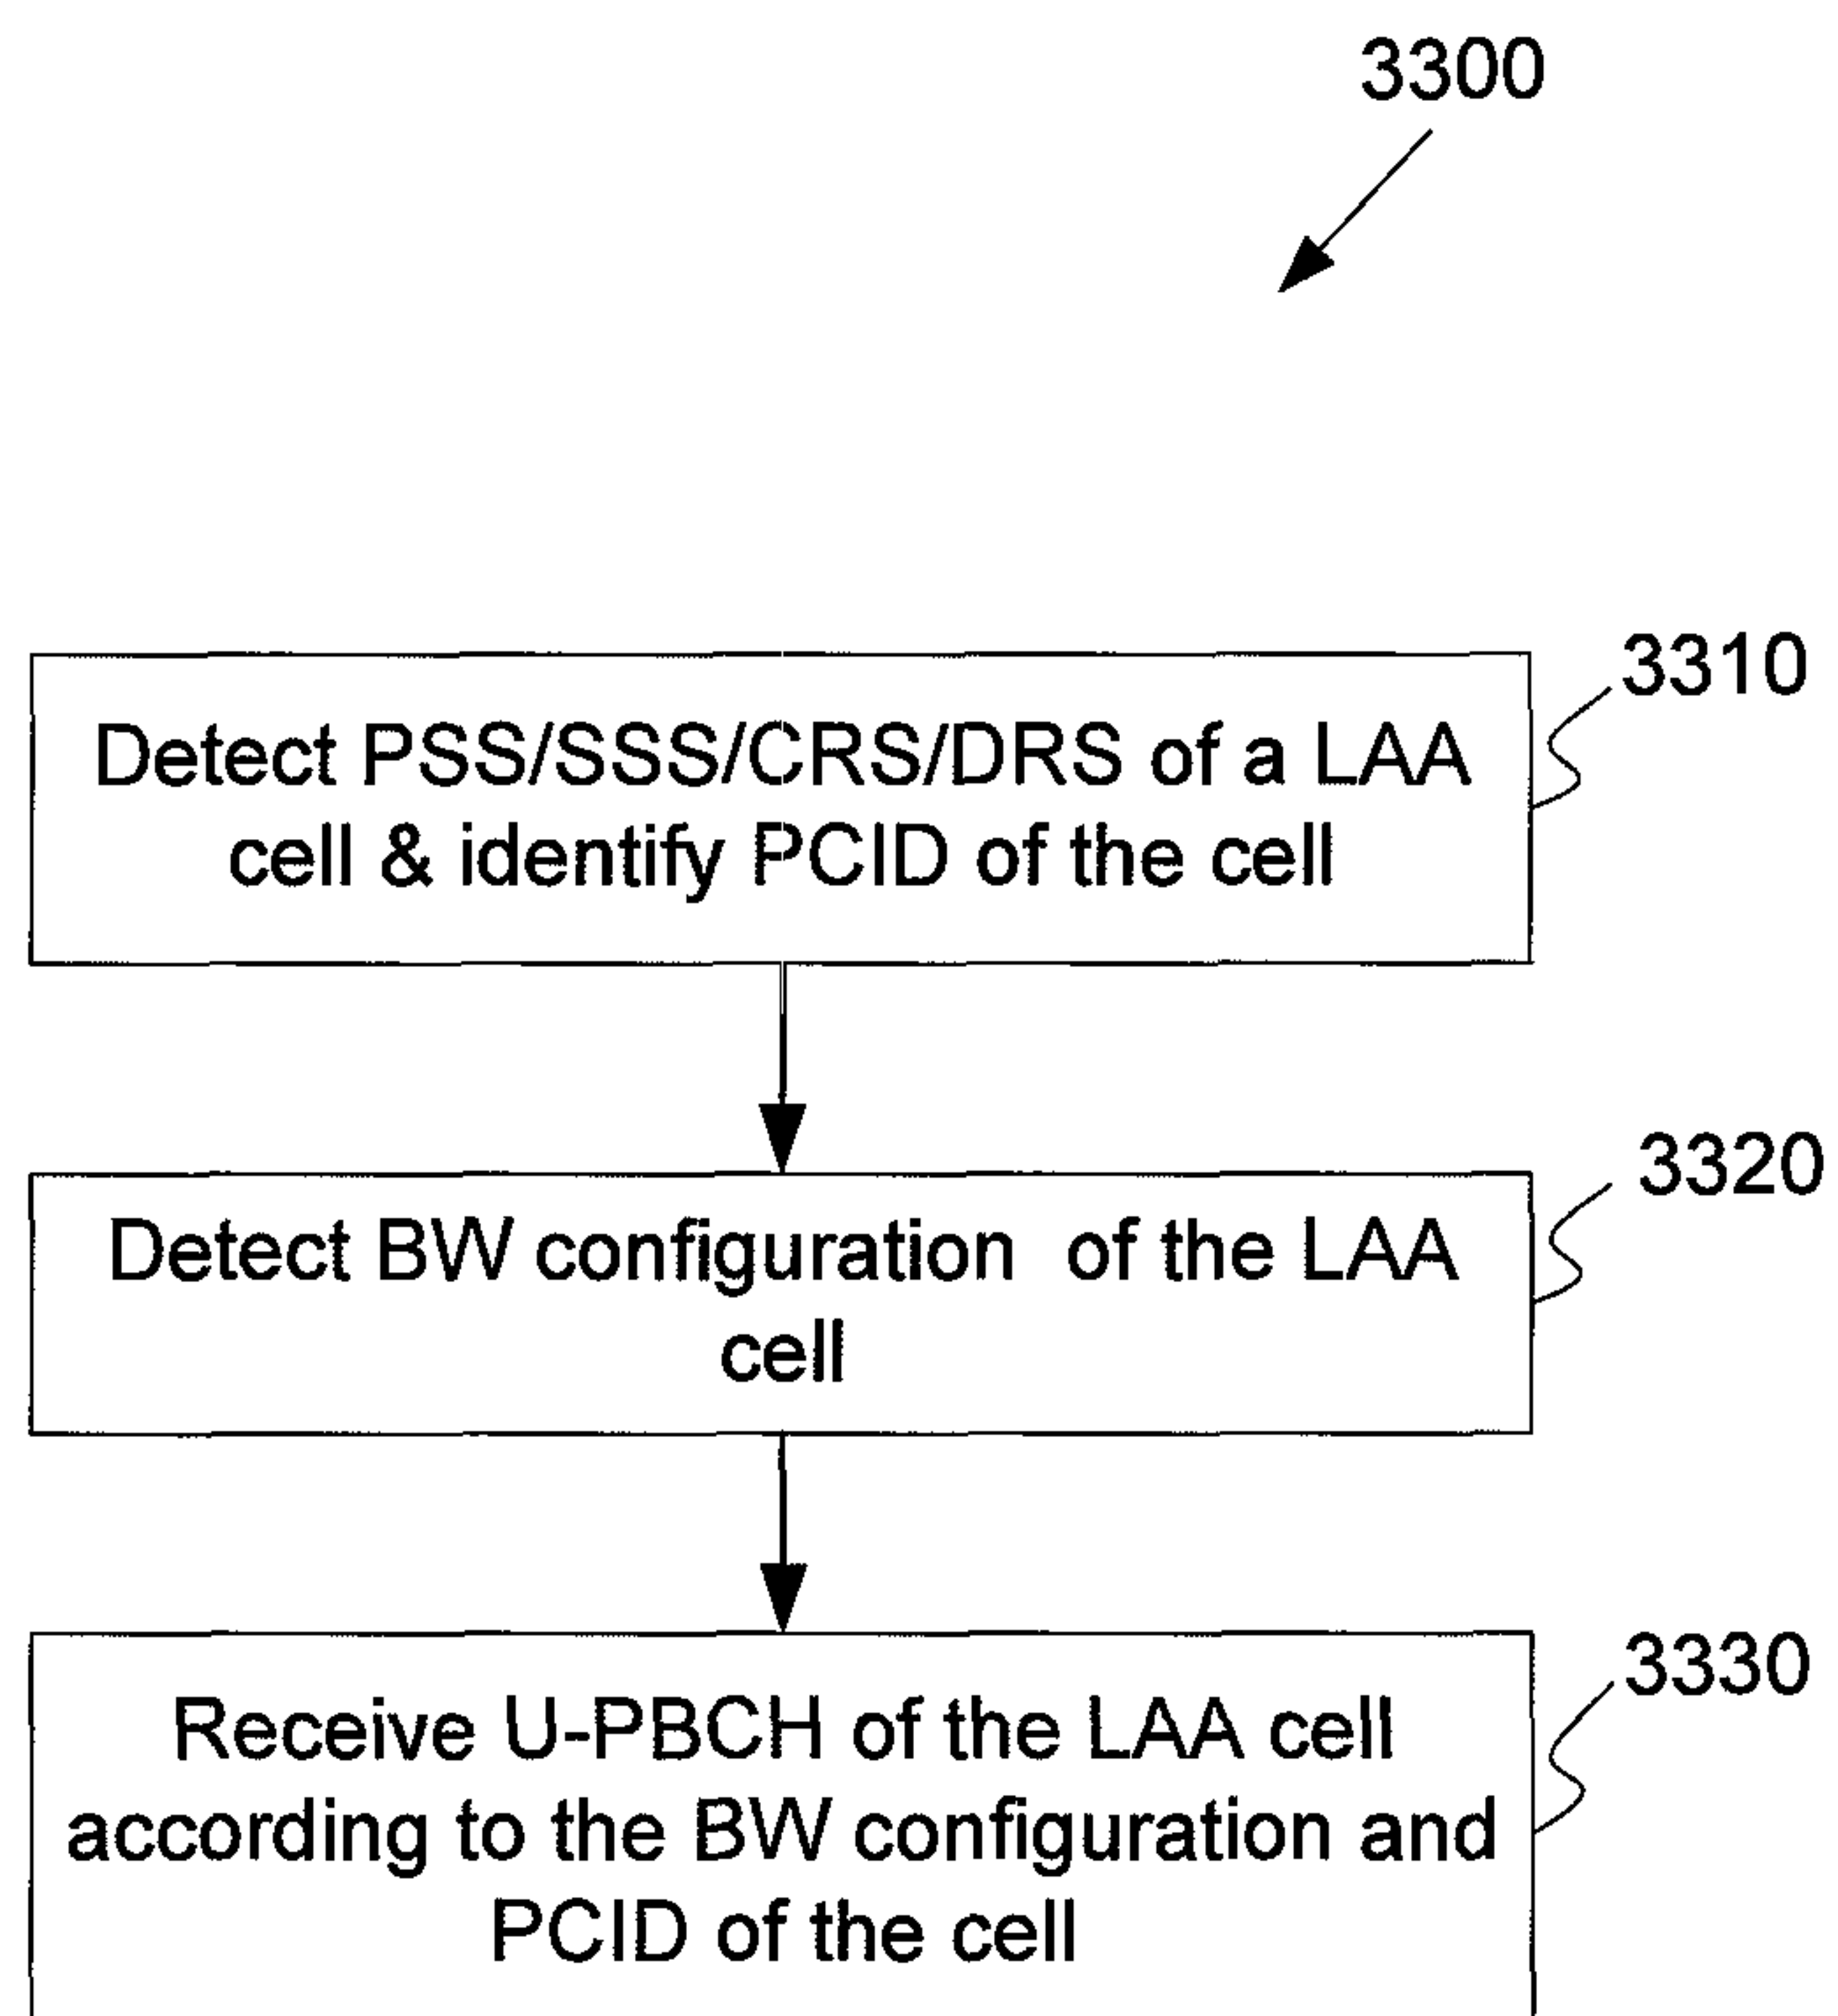 3300
3310
Detect PSS/SSS/CRS/DRS of a LAA
cell & identify PCID of the cell
3320
Detect BW configuration of the LAA
cell
3330
Receive U-PBCH of the LAA cell
according to the BW configuration and
PCID of the cell